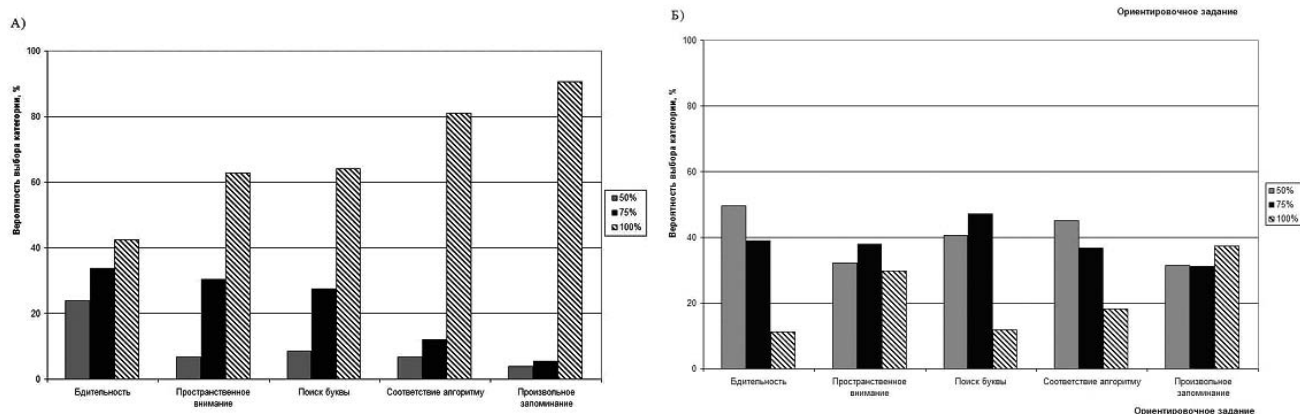 А)
Вероятность выбора категории, %
100
80
60
40
20
0
Бдительность
Пространственное
внимание
Поиск буквы
Соответствие алгоритму
Произвольное
запоминание
50%
75%
100%
Б)
Ориентировочное задание
Вероятность выбора категории, %
100
80
60
40
20
0
Бдительность
Пространственное
внимание
Поиск буквы
Соответствие алгоритму
Произвольное
запоминание
Ориентировочное задание
50%
75%
100%